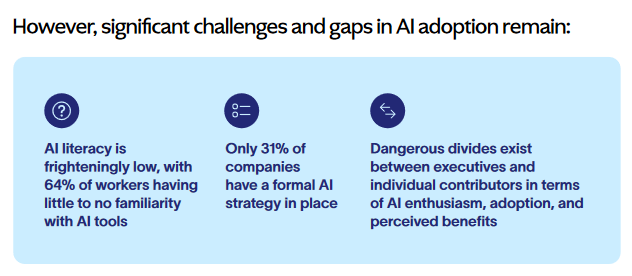 However, significant challenges and gaps in AI adoption remain:
AI literacy is
frighteningly low, with
64% of workers having
little to no familiarity
with AI tools
Only 31% of
companies
have a formal AI
strategy in place
Dangerous divides exist
between executives and
individual contributors in terms
of AI enthusiasm, adoption, and
perceived benefits